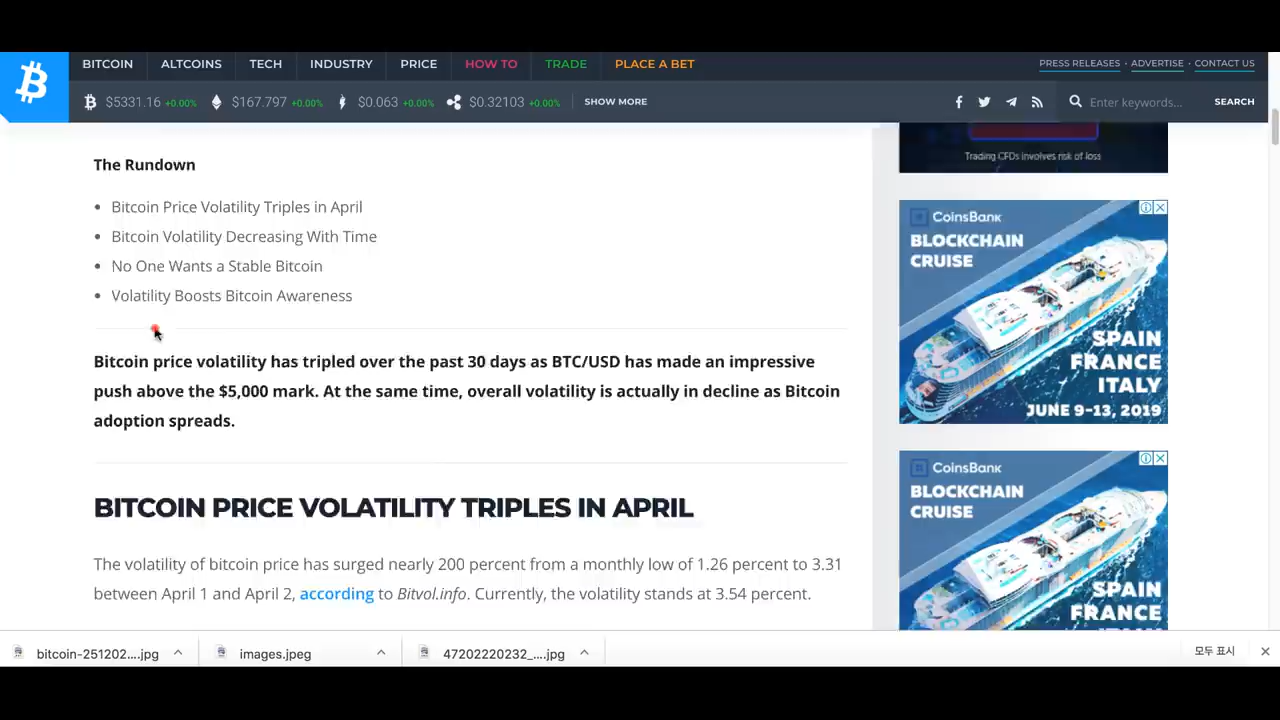 BITCOIN ALTCOINS TECH INDUSTRY PRICE HOW TO TRADE PLACE A BET PRESS RELEASES · ADVERTISE · CONTACT US
$5331.16 +0.00% $167.797 +0.00% $0.063 +0.00% $0.32103 +0.00% SHOW MORE Enter keywords... SEARCH
Trading CFDs involves risk of loss
The Rundown
• Bitcoin Price Volatility Triples in April
• Bitcoin Volatility Decreasing With Time
• No One Wants a Stable Bitcoin
• Volatility Boosts Bitcoin Awareness
Bitcoin price volatility has tripled over the past 30 days as BTC/USD has made an impressive
push above the $5,000 mark. At the same time, overall volatility is actually in decline as Bitcoin
adoption spreads.
BITCOIN PRICE VOLATILITY TRIPLES IN APRIL
The volatility of bitcoin price has surged nearly 200 percent from a monthly low of 1.26 percent to 3.31
between April 1 and April 2, according to Bitvol.info. Currently, the volatility stands at 3.54 percent.
COINSBANK
BLOCKCHAIN
CRUISE
SPAIN
FRANCE
ITALY
JUNE 9-13, 2019
COINSBANK
BLOCKCHAIN
CRUISE
SPAIN
FRANCE
bitcoin-251202....jpg images.jpeg 47202220232_....jpg 모두 표시